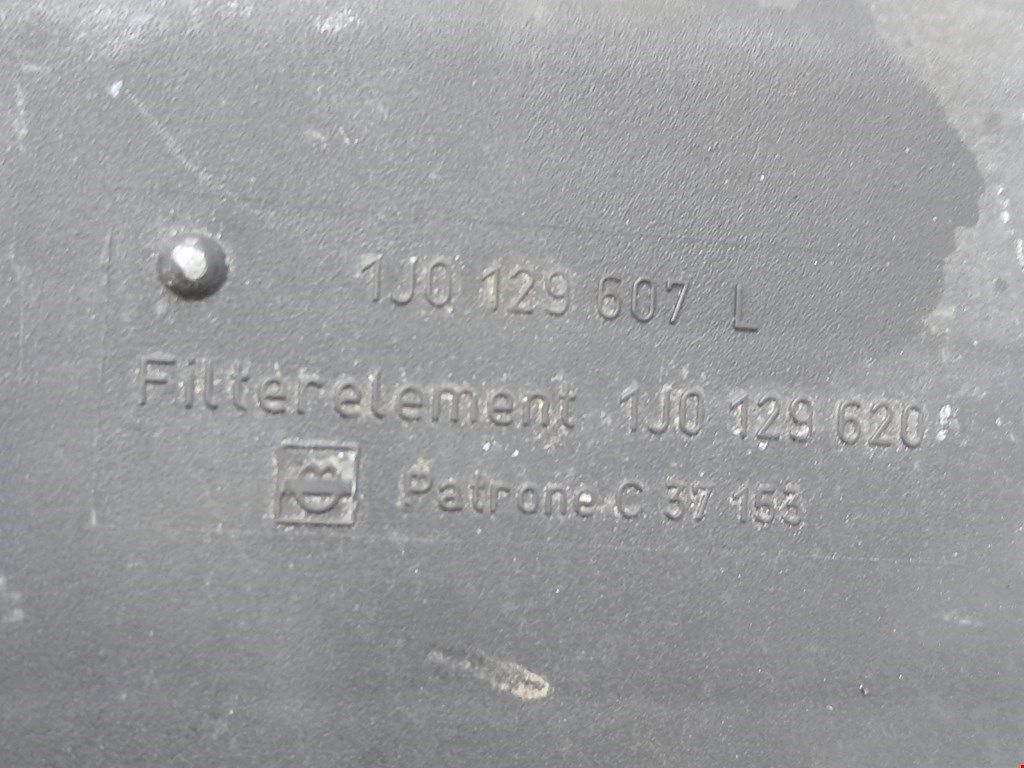 1J0 129 607 L
Filterelement 1J0 129 620
Patrone C 37 153